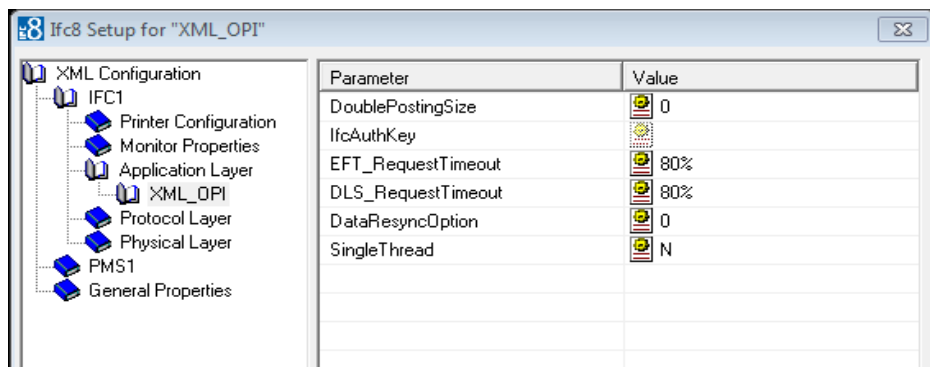 Ifc8 Setup for "XML_OPI"
XML Configuration
IFC1
Printer Configuration
Monitor Properties
Application Layer
XML_OPI
Protocol Layer
Physical Layer
PMS1
General Properties
Parameter Value
DoublePostingSize 0
IfcAuthKey
EFT_RequestTimeout 80%
DLS_RequestTimeout 80%
DataResyncOption 0
SingleThread N